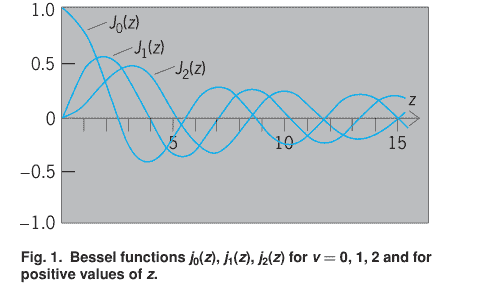 1.0
J₀(z)
J₁(z)
0.5
J₂(z)
z
0
5
10
15
−0.5
−1.0
Fig. 1. Bessel functions j₀(z), j₁(z), j₂(z) for v = 0, 1, 2 and for
positive values of z.